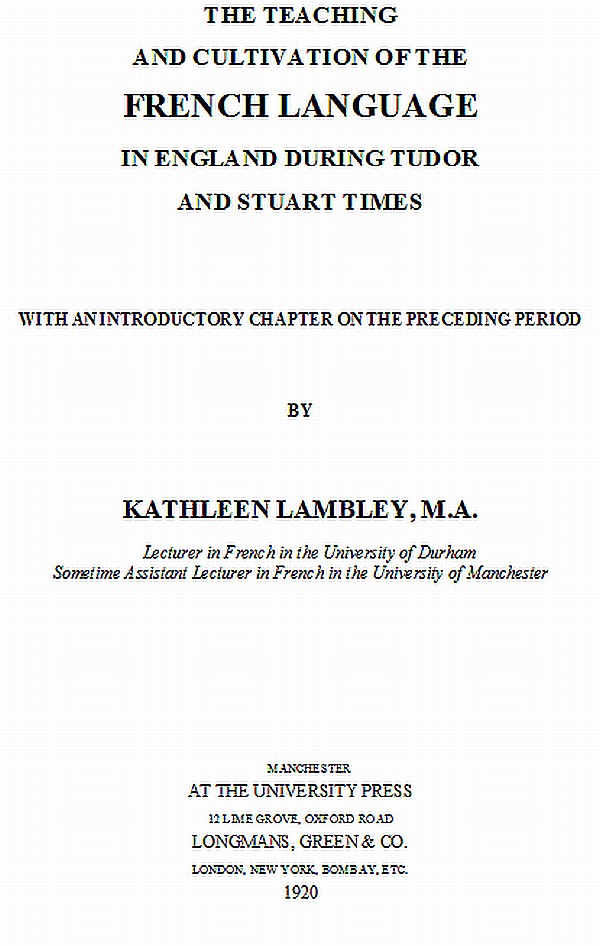 THE TEACHING
AND CULTIVATION OF THE
FRENCH LANGUAGE
IN ENGLAND DURING TUDOR
AND STUART TIMES
WITH AN INTRODUCTORY CHAPTER ON THE PRECEDING PERIOD
BY
KATHLEEN LAMBLEY, M.A.
Lecturer in French in the University of Durham
Sometime Assistant Lecturer in French in the University of Manchester
MANCHESTER
AT THE UNIVERSITY PRESS
12 LIME GROVE, OXFORD ROAD
LONGMANS, GREEN & CO.
LONDON, NEW YORK, BOMBAY, ETC.
1920